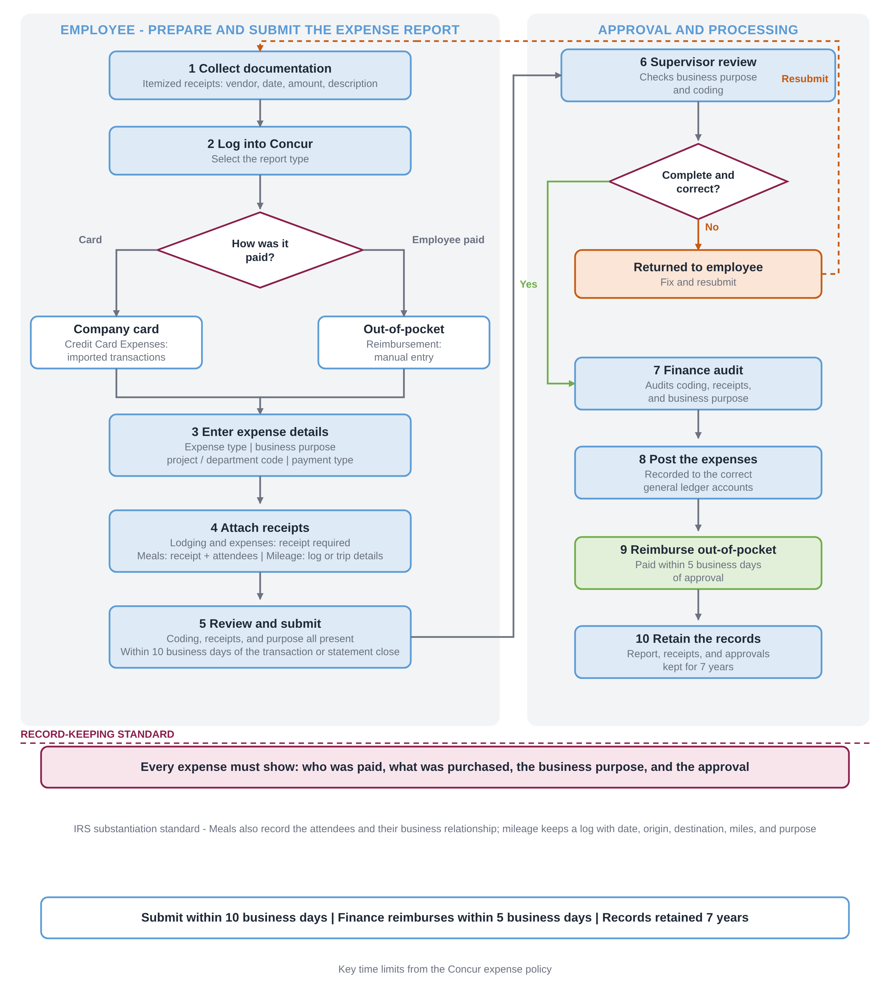 EMPLOYEE - PREPARE AND SUBMIT THE EXPENSE REPORT
1 Collect documentation
Itemized receipts: vendor, date, amount, description
2 Log into Concur
Select the report type
How was it
paid?
Card
Employee paid
Company card
Credit Card Expenses:
imported transactions
Out-of-pocket
Reimbursement:
manual entry
3 Enter expense details
Expense type | business purpose
project / department code | payment type
4 Attach receipts
Lodging and expenses: receipt required
Meals: receipt + attendees | Mileage: log or trip details
5 Review and submit
Coding, receipts, and purpose all present
Within 10 business days of the transaction or statement close
APPROVAL AND PROCESSING
6 Supervisor review
Checks business purpose
and coding
Resubmit
Complete and
correct?
No
Yes
Returned to employee
Fix and resubmit
7 Finance audit
Audits coding, receipts,
and business purpose
8 Post the expenses
Recorded to the correct
general ledger accounts
9 Reimburse out-of-pocket
Paid within 5 business days
of approval
10 Retain the records
Report, receipts, and approvals
kept for 7 years
RECORD-KEEPING STANDARD
Every expense must show: who was paid, what was purchased, the business purpose, and the approval
IRS substantiation standard - Meals also record the attendees and their business relationship; mileage keeps a log with date, origin, destination, miles, and purpose
Submit within 10 business days | Finance reimburses within 5 business days | Records retained 7 years
Key time limits from the Concur expense policy